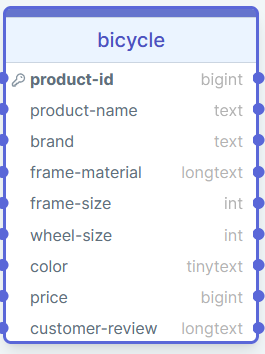 bicycle
product-id bigint
product-name text
brand text
frame-material longtext
frame-size int
wheel-size int
color tinytext
price bigint
customer-review longtext